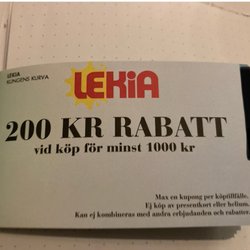 LEKIA
KUNGENS KURVA
LEKiA
200 KR RABATT
vid köp för minst 1000 kr
Max en kupong per köptillfälle.
Ej köp av presentkort eller helium.
Kan ej kombineras med andra erbjudanden och rabatter